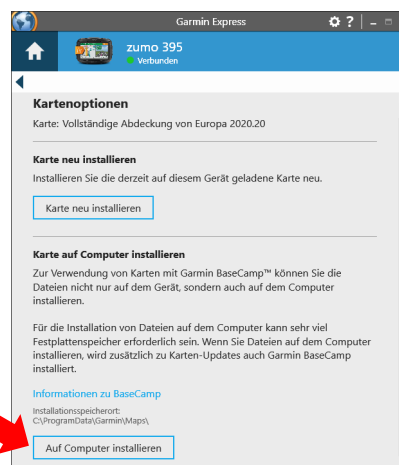 Garmin Express
zumo 395
Verbunden
Kartenoptionen
Karte: Vollständige Abdeckung von Europa 2020.20
Karte neu installieren
Installieren Sie die derzeit auf diesem Gerät geladene Karte neu.
Karte neu installieren
Karte auf Computer installieren
Zur Verwendung von Karten mit Garmin BaseCamp™ können Sie die
Dateien nicht nur auf dem Gerät, sondern auch auf dem Computer
installieren.
Für die Installation von Dateien auf dem Computer kann sehr viel
Festplattenspeicher erforderlich sein. Wenn Sie Dateien auf dem Computer
installieren, wird zusätzlich zu Karten-Updates auch Garmin BaseCamp
installiert.
Informationen zu BaseCamp
Installationsspeicherort:
C:\ProgramData\Garmin\Maps\
Auf Computer installieren